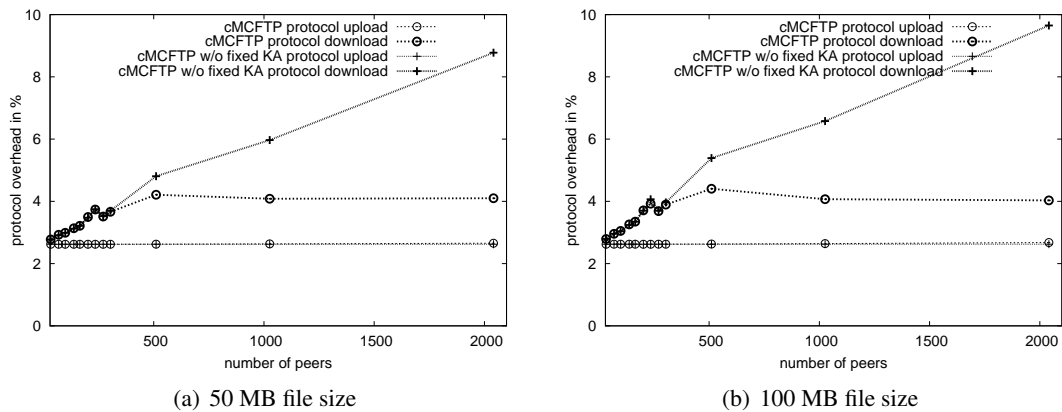 protocol overhead in %
10
8
6
4
2
0
cMCFTP protocol upload
cMCFTP protocol download
cMCFTP w/o fixed KA protocol upload
cMCFTP w/o fixed KA protocol download
500
1000
1500
2000
number of peers
(a) 50 MB file size
protocol overhead in %
10
8
6
4
2
0
cMCFTP protocol upload
cMCFTP protocol download
cMCFTP w/o fixed KA protocol upload
cMCFTP w/o fixed KA protocol download
500
1000
1500
2000
number of peers
(b) 100 MB file size